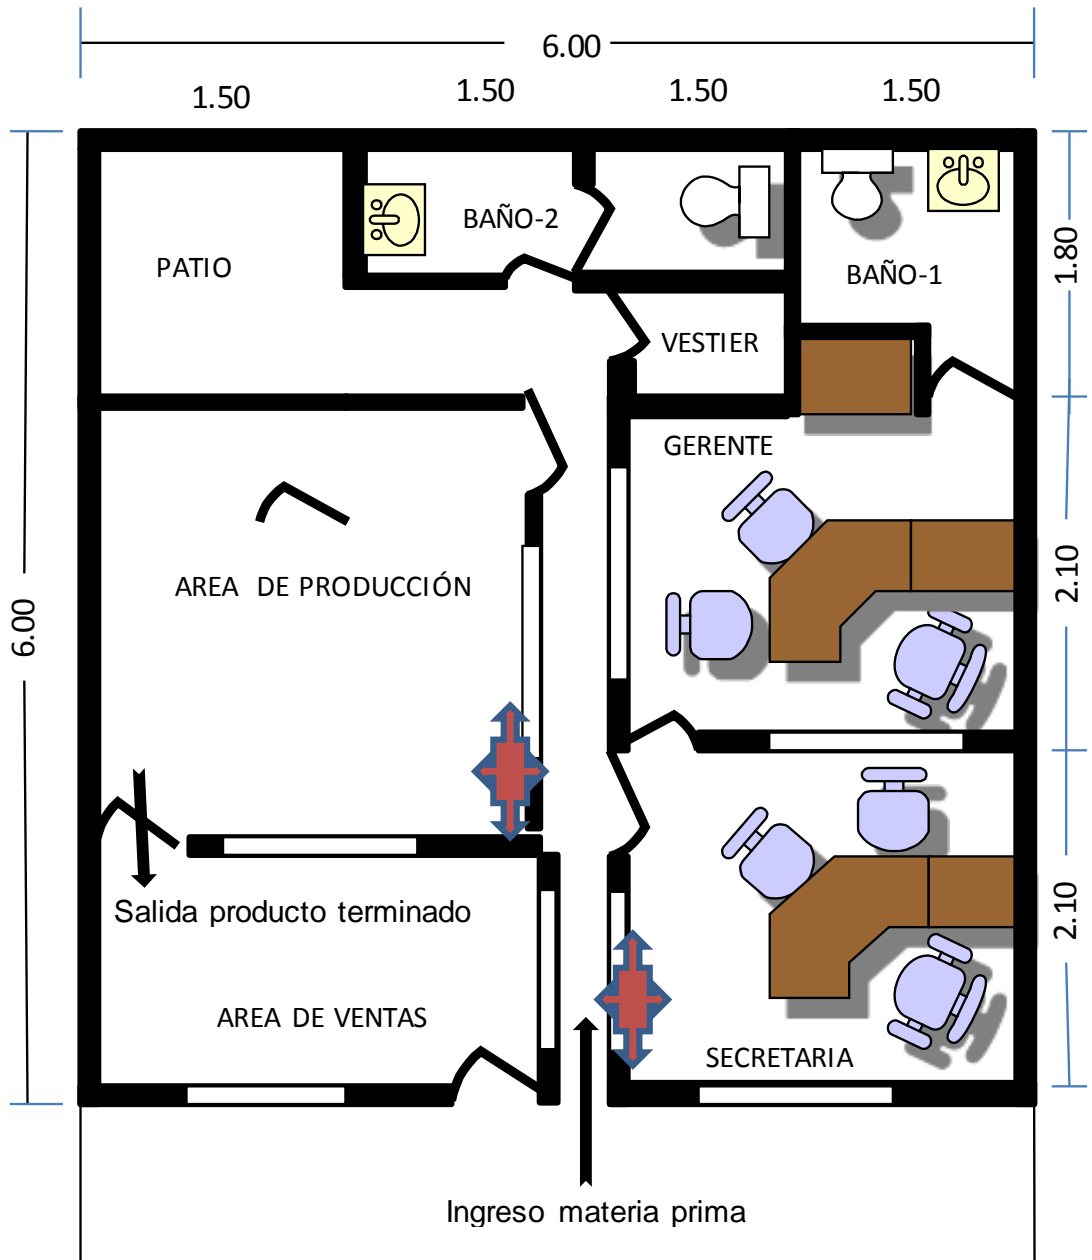 6.00
1.50
1.50
1.50
1.50
BAÑO-2
PATIO
BAÑO-1
1.80
VESTIER
GERENTE
AREA DE PRODUCCIÓN
2.10
6.00
Salida producto terminado
2.10
AREA DE VENTAS
SECRETARIA
Ingreso materia prima